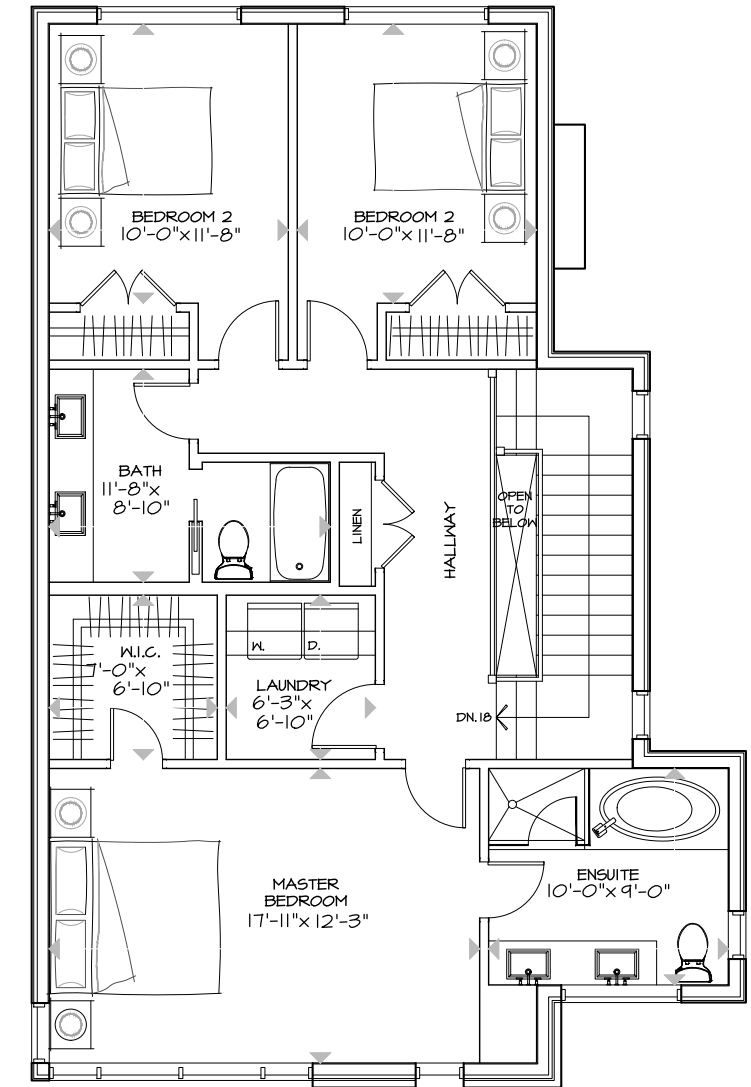 BEDROOM 2
10'-0"x11'-8"
BEDROOM 2
10'-0"x11'-8"
BATH
11'-8"x
8'-10"
LINEN
HALLWAY
OPEN
TO
BELOW
W.I.C.
7'-0"x
6'-10"
W.
D.
LAUNDRY
6'-3"x
6'-10"
DN.18
MASTER
BEDROOM
17'-11"x12'-3"
ENSUITE
10'-0"x9'-0"